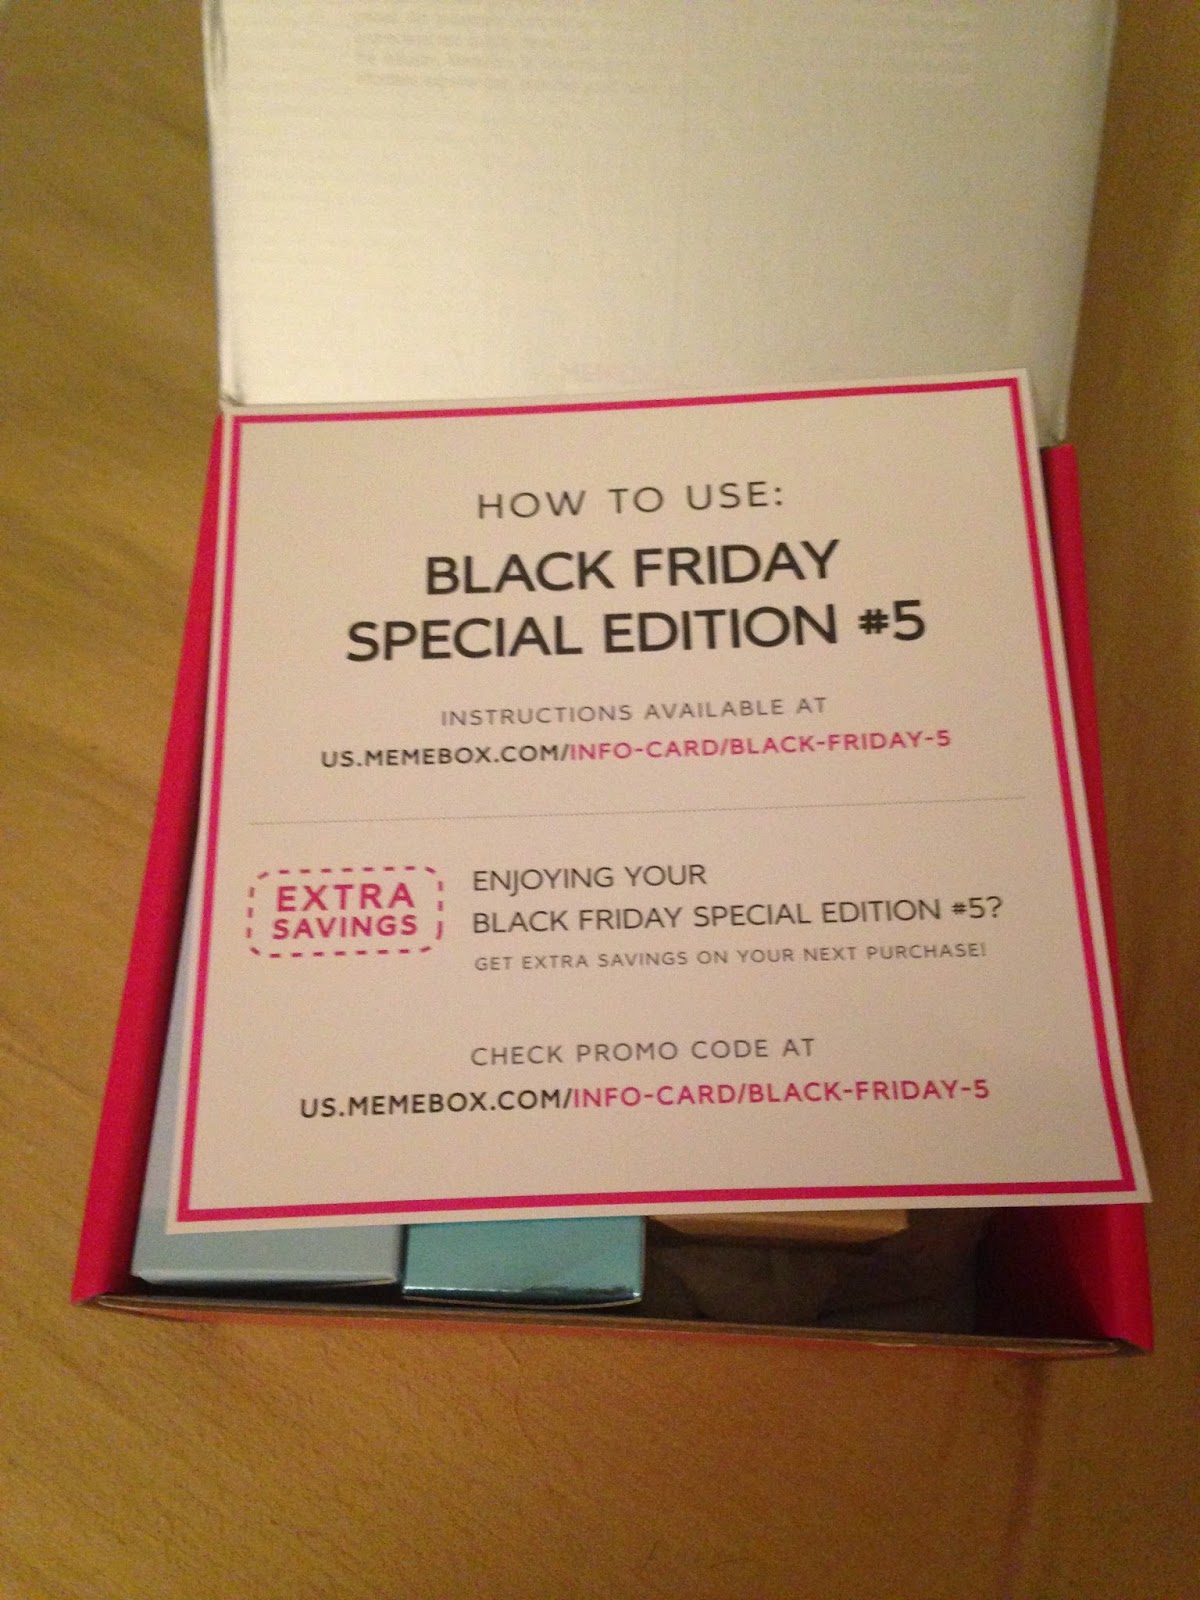 HOW TO USE:
BLACK FRIDAY
SPECIAL EDITION #5
INSTRUCTIONS AVAILABLE AT
US.MEMEBOX.COM/INFO-CARD/BLACK-FRIDAY-5
EXTRA
SAVINGS
ENJOYING YOUR
BLACK FRIDAY SPECIAL EDITION #5?
GET EXTRA SAVINGS ON YOUR NEXT PURCHASE!
CHECK PROMO CODE AT
US.MEMEBOX.COM/INFO-CARD/BLACK-FRIDAY-5